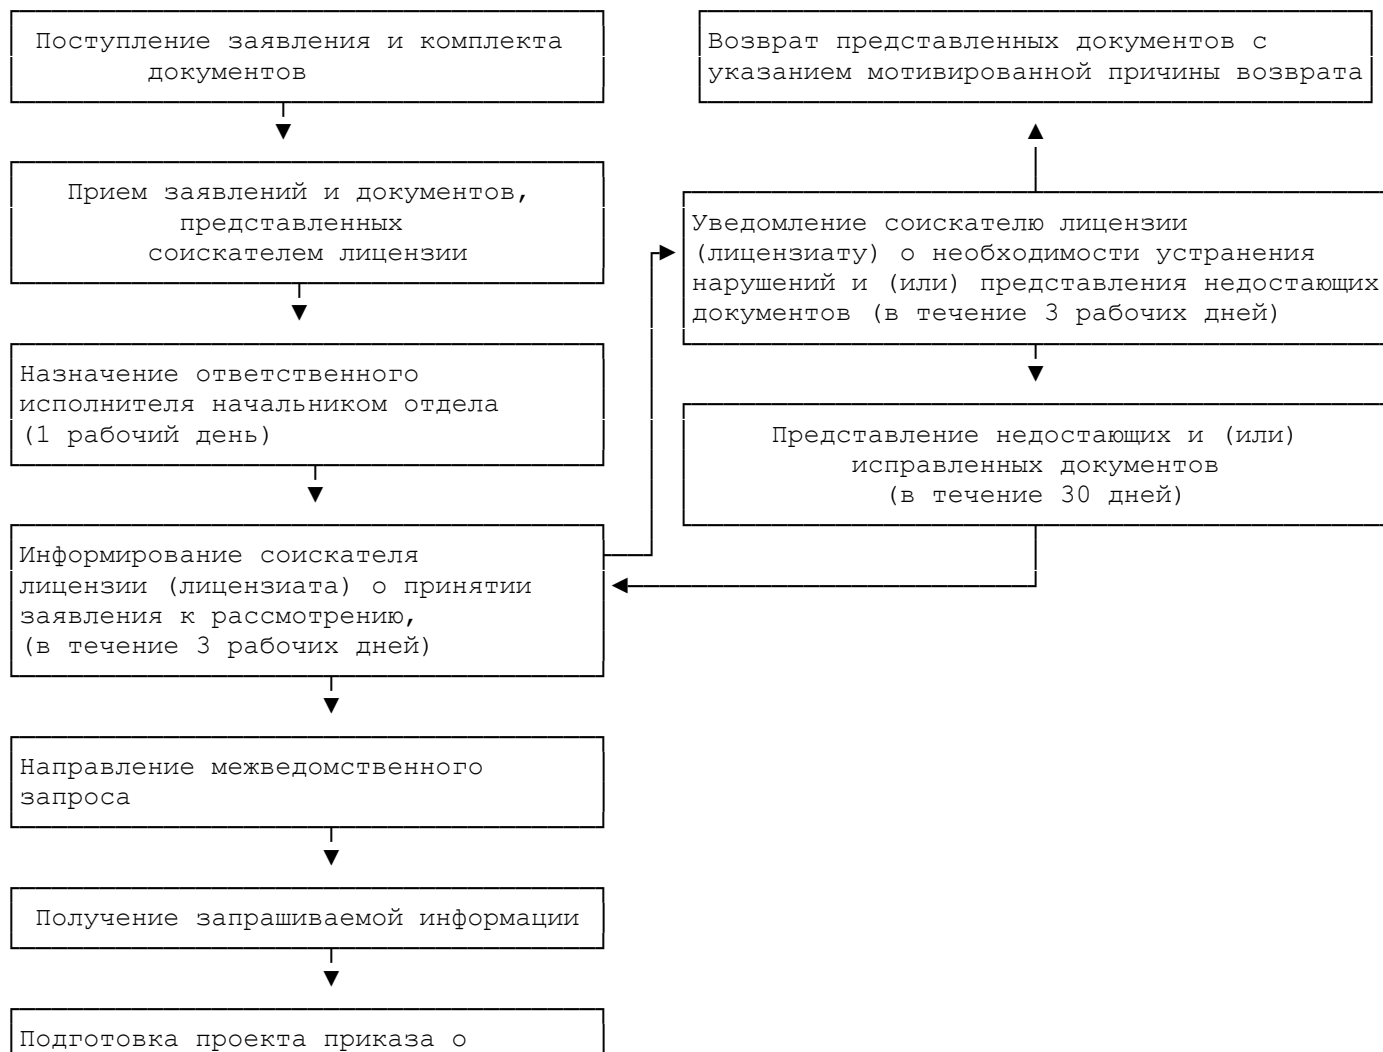 Поступление заявления и комплекта
документов
Возврат представленных документов с
указанием мотивированной причины возврата
Прием заявлений и документов,
представленных
соискателем лицензии
Уведомление соискателю лицензии
(лицензиату) о необходимости устранения
нарушений и (или) представления недостающих
документов (в течение 3 рабочих дней)
Назначение ответственного
исполнителя начальником отдела
(1 рабочий день)
Представление недостающих и (или)
исправленных документов
(в течение 30 дней)
Информирование соискателя
лицензии (лицензиата) о принятии
заявления к рассмотрению,
(в течение 3 рабочих дней)
Направление межведомственного
запроса
Получение запрашиваемой информации
Подготовка проекта приказа о